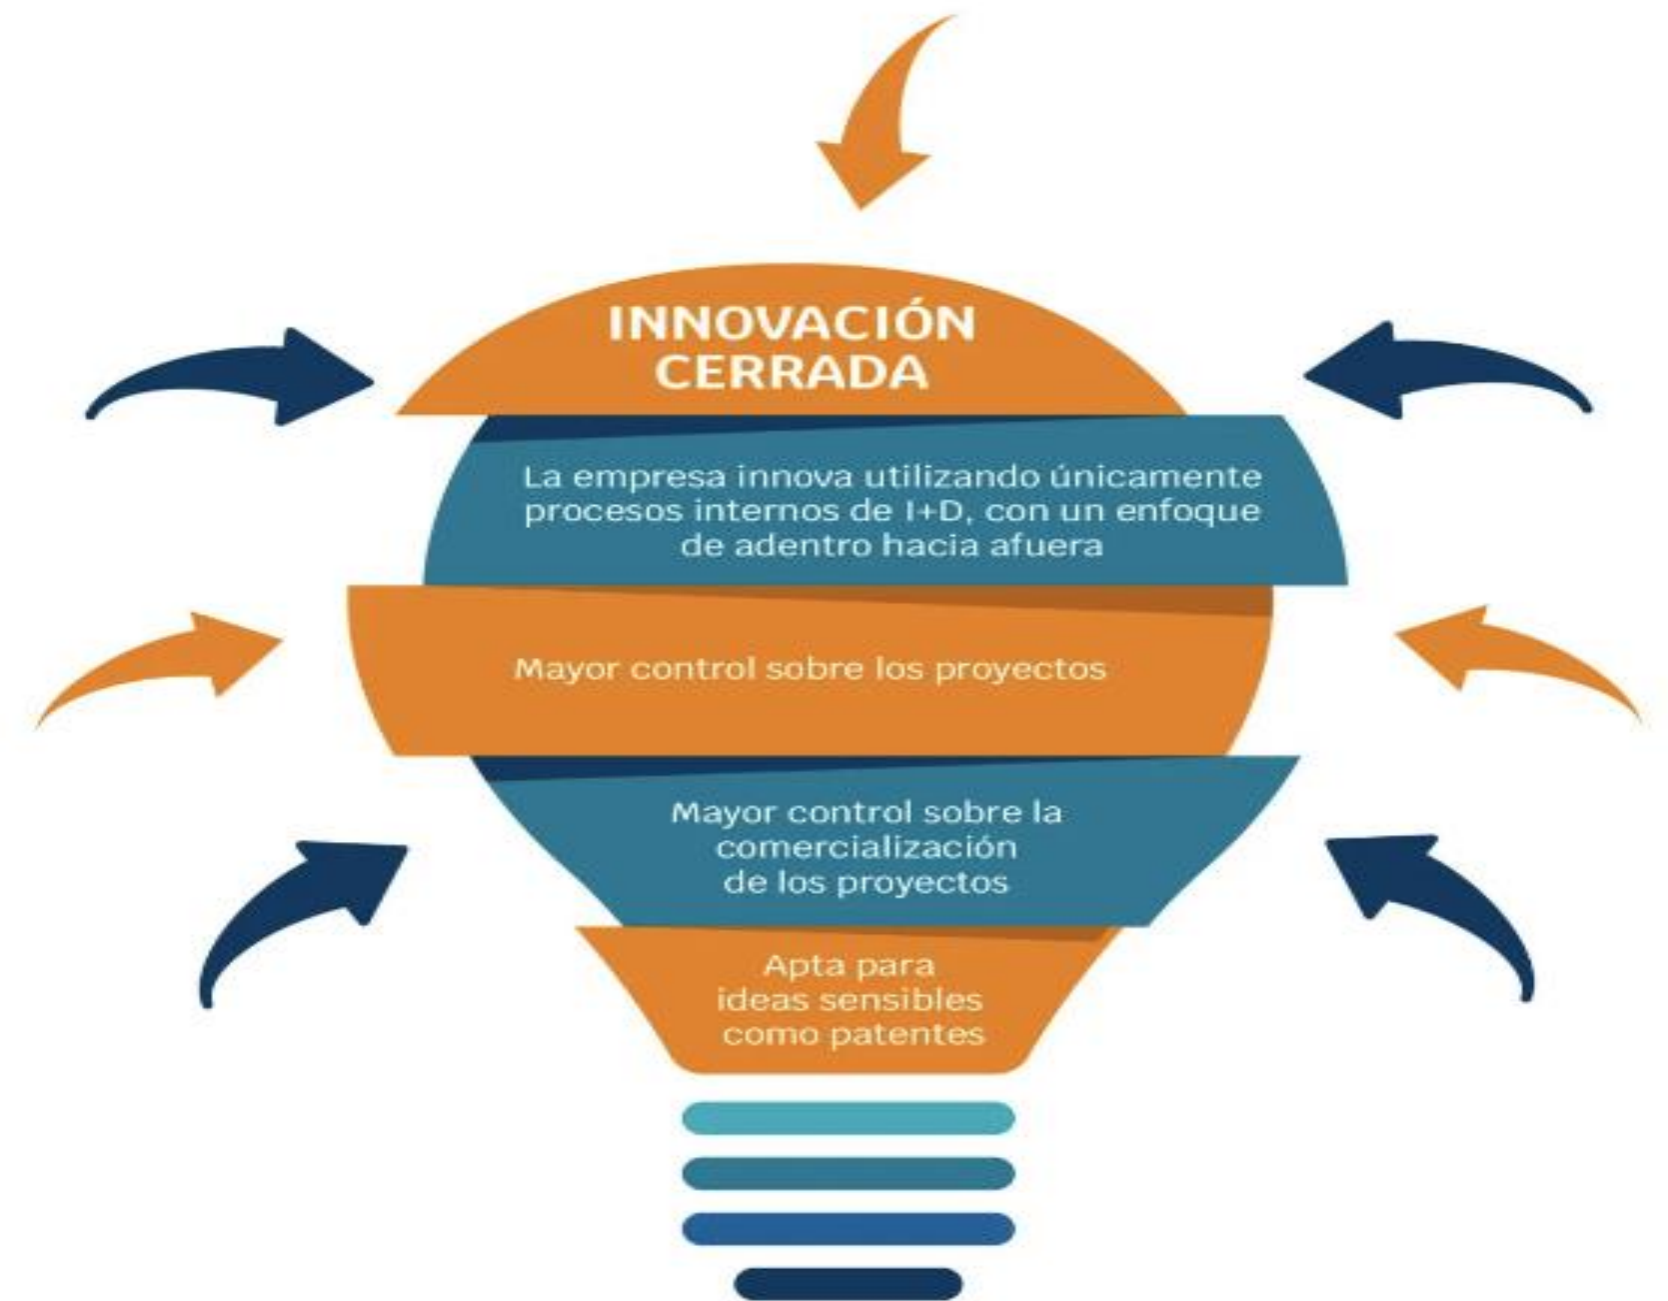 INNOVACIÓN
CERRADA
La empresa innova utilizando únicamente
procesos internos de I+D, con un enfoque
de adentro hacia afuera
Mayor control sobre los proyectos
Mayor control sobre la
comercialización
de los proyectos
Apta para
ideas sensibles
como patentes